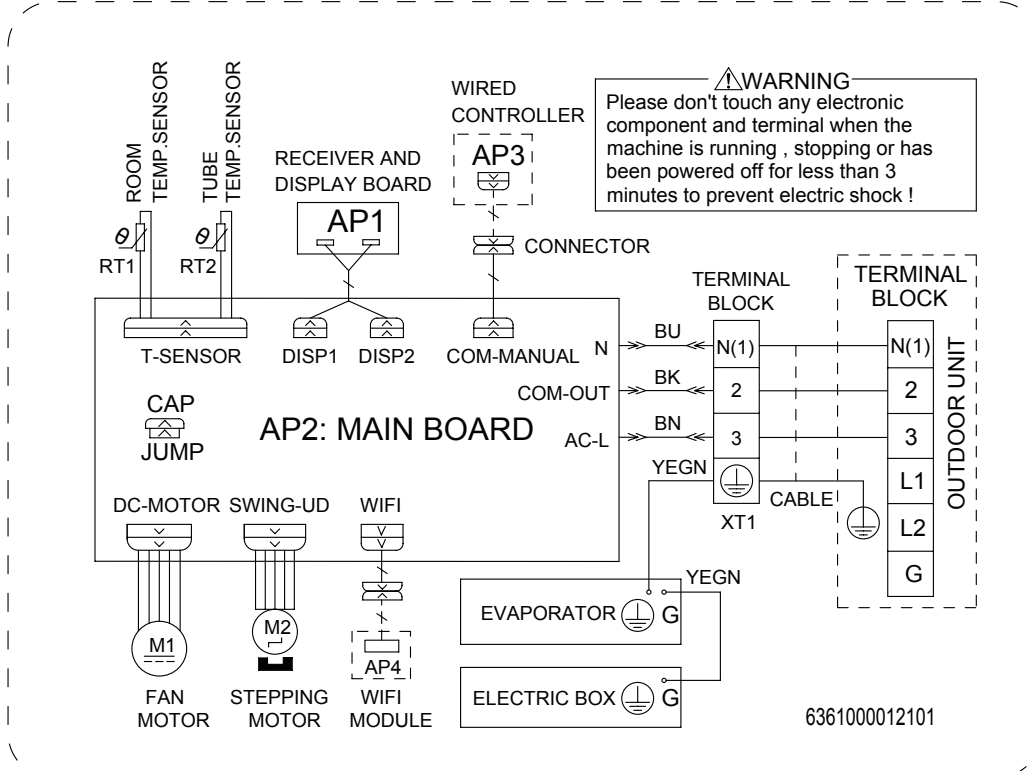 ROOM
TEMP.SENSOR
TUBE
TEMP.SENSOR
RT1
RT2
RECEIVER AND
DISPLAY BOARD
AP1
WIRED
CONTROLLER
AP3
CONNECTOR
WARNING
Please don't touch any electronic
component and terminal when the
machine is running , stopping or has
been powered off for less than 3
minutes to prevent electric shock !
T-SENSOR
DISP1
DISP2
COM-MANUAL
N
COM-OUT
AC-L
CAP
JUMP
AP2: MAIN BOARD
DC-MOTOR
SWING-UD
WIFI
BU
BK
BN
YEGN
TERMINAL
BLOCK
N(1)
2
3
XT1
CABLE
TERMINAL
BLOCK
N(1)
2
3
L1
L2
G
OUTDOOR UNIT
M1
FAN
MOTOR
M2
STEPPING
MOTOR
AP4
WIFI
MODULE
EVAPORATOR
G
YEGN
ELECTRIC BOX
G
6361000012101